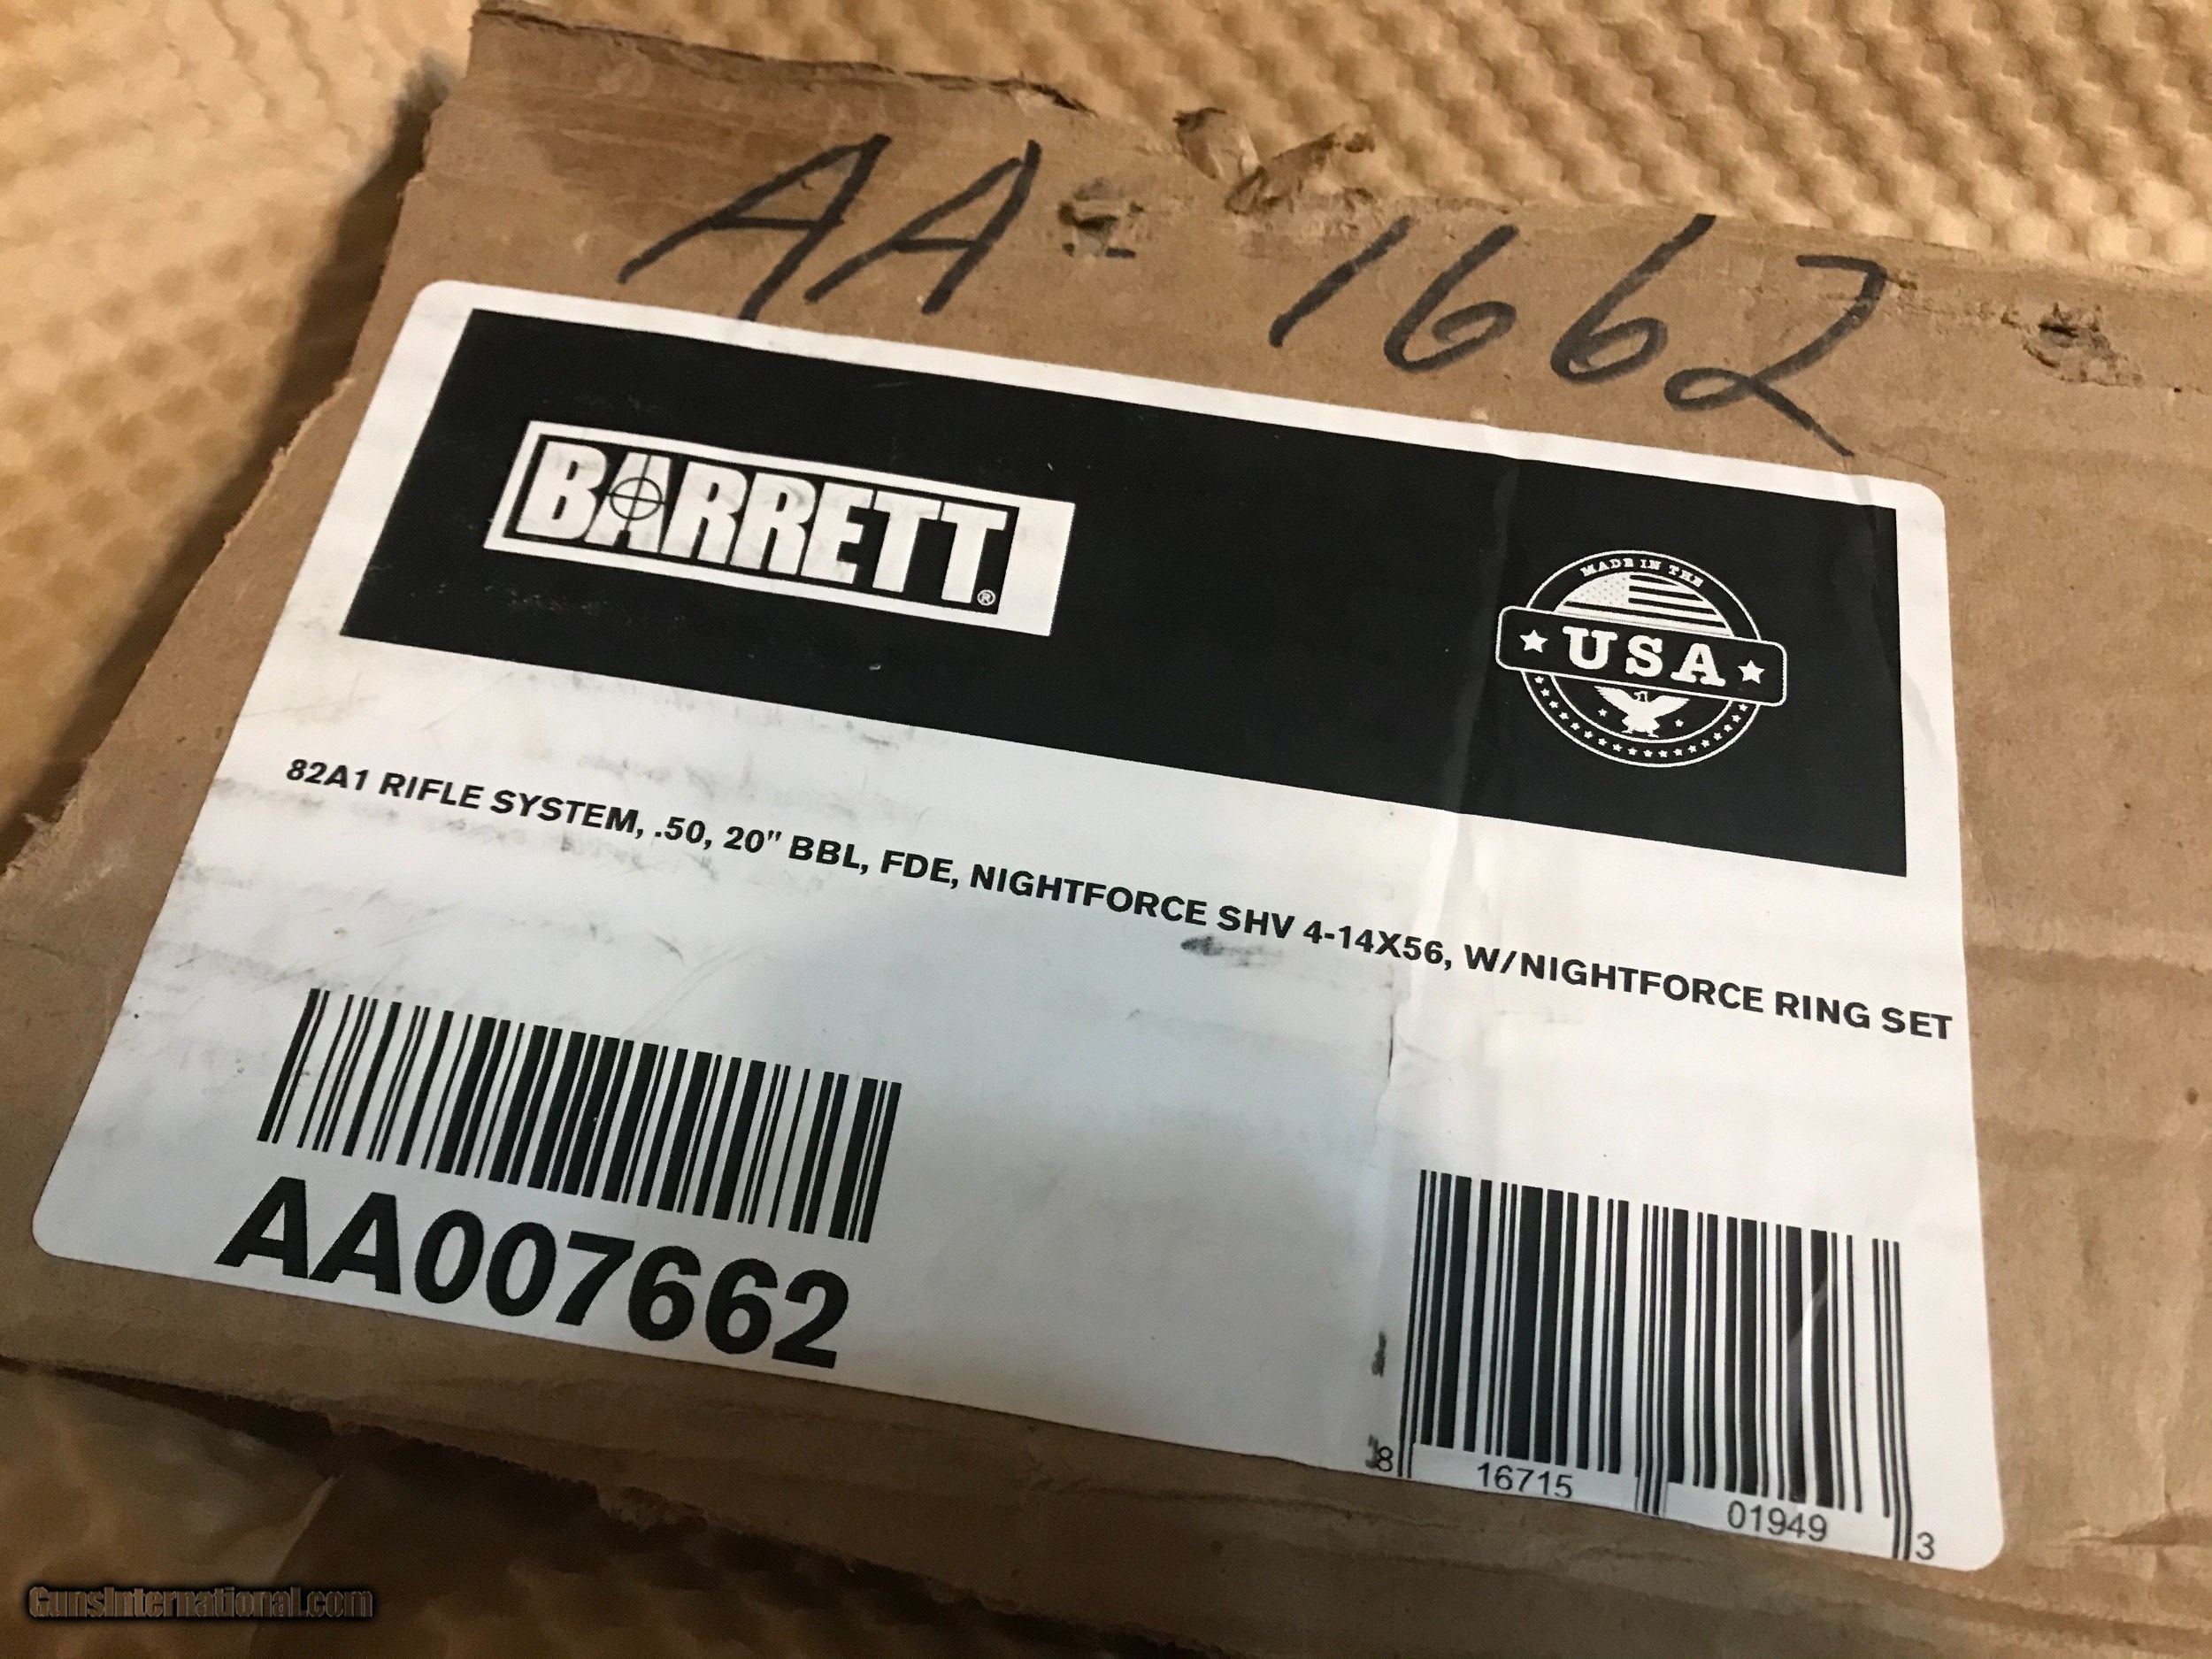 AA- 1662
BARRETT®
MADE IN THE
USA
82A1 RIFLE SYSTEM, .50, 20" BBL, FDE, NIGHTFORCE SHV 4-14X56, W/NIGHTFORCE RING SET
AA007662
8 16715 01949 3
GunsInternational.com